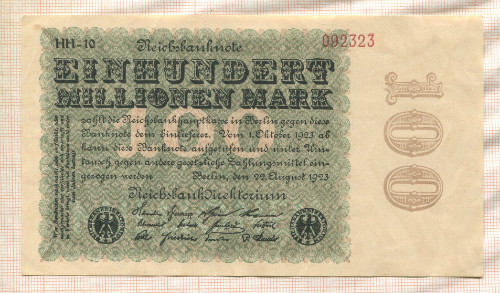 HH-10 Reichsbanknote 092323
EINHUNDERT
MILLIONEN MARK
zahlt die Reichsbankhauptkasse in Berlin gegen diese
Banknote dem Einlieferer. Vom 1. Oktober 1923 ab
kann diese Banknote aufgerufen und unter Um-
tausch gegen andere gesetzliche Zahlungsmittel ein-
gezogen werden Berlin, den 22. August 1923
Reichsbankdirektorium
100